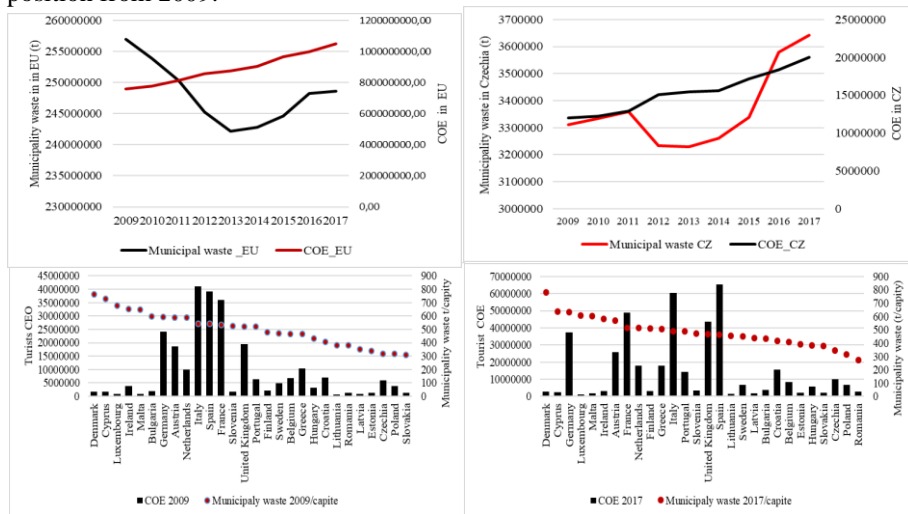 position from 2009.
Municipality waste in in EU (t)
260000000
255000000
250000000
245000000
240000000
235000000
230000000
1200000000,00
1000000000,00
800000000,00
600000000,00
400000000,00
200000000,00
0,00
COE in EU
2009 2010 2011 2012 2013 2014 2015 2016 2017
Municipal waste _EU
COE_EU
Municipality waste in Czechia (t)
3700000
3600000
3500000
3400000
3300000
3200000
3100000
3000000
25000000
20000000
15000000
10000000
5000000
0
COE in CZ
2009 2010 2011 2012 2013 2014 2015 2016 2017
Municipal waste CZ
COE_CZ
Turists CEO
45000000
40000000
35000000
30000000
25000000
20000000
15000000
10000000
5000000
0
900
800
700
600
500
400
300
200
100
0
Municipality waste t/capity
Denmark
Cyprus
Luxembourg
Ireland
Malta
Bulgaria
Germany
Austria
Netherlands
Italy
Spain
France
Slovenia
United Kingdom
Portugal
Finland
Sweden
Belgium
Greece
Hungary
Croatia
Lithuania
Romania
Latvia
Estonia
Czechia
Poland
Slovakia
COE 2009
Municipaly waste 2009/capite
Tourist COE
70000000
60000000
50000000
40000000
30000000
20000000
10000000
0
900
800
700
600
500
400
300
200
100
0
Municipality waste (t/capity)
Denmark
Cyprus
Germany
Luxembourg
Malta
Ireland
Austria
France
Netherlands
Finland
Greece
Italy
Portugal
Slovenia
United Kingdom
Spain
Lithuania
Sweden
Latvia
Bulgaria
Croatia
Belgium
Estonia
Hungary
Slovakia
Czechia
Poland
Romania
COE 2017
Municipaly waste 2017/capite